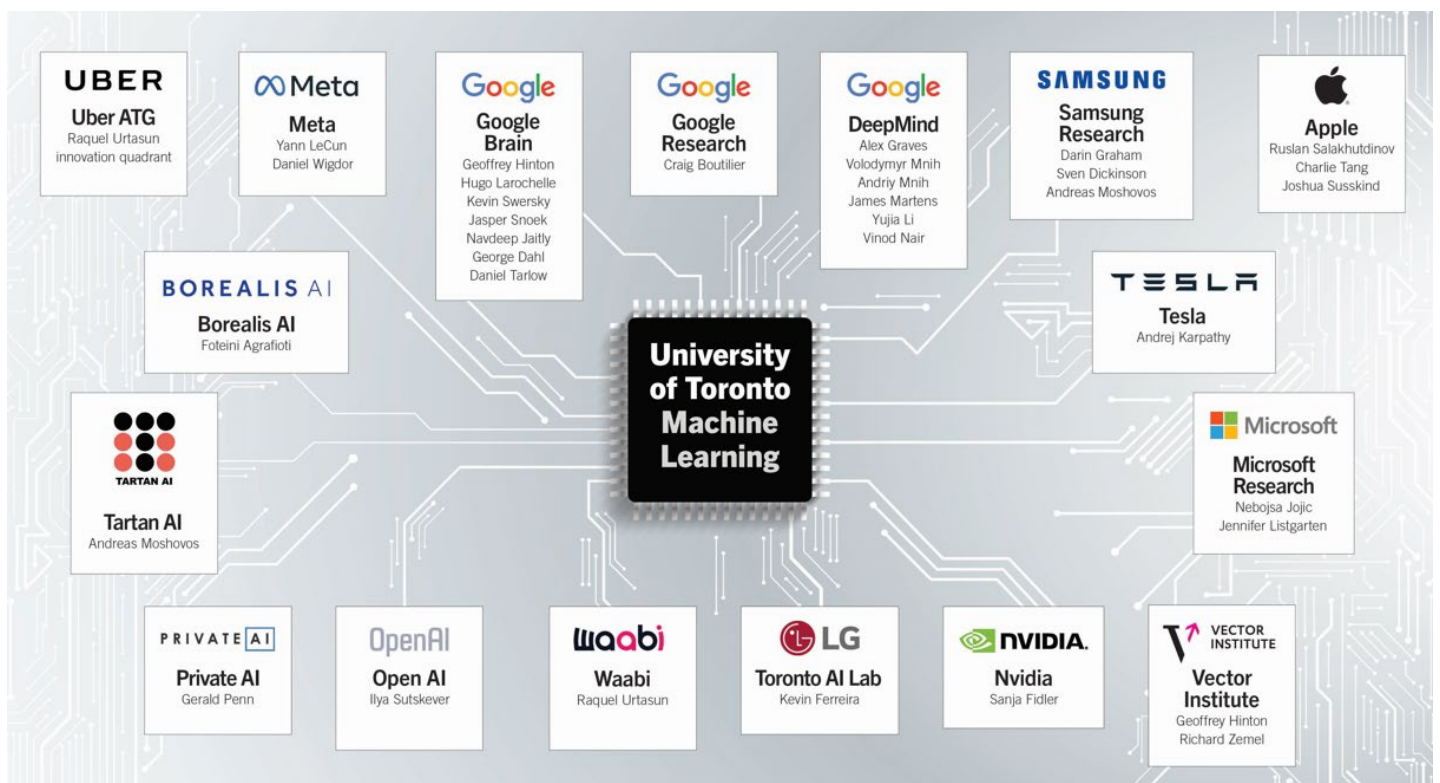 UBER
Uber ATG
Raquel Urtasun
innovation quadrant
Meta
Meta
Yann LeCun
Daniel Wigdor
Google
Google
Brain
Geoffrey Hinton
Hugo Larochelle
Kevin Swersky
Jasper Snoek
Navdeep Jaitly
George Dahl
Daniel Tarlow
Google
Google
Research
Craig Boutilier
Google
DeepMind
Alex Graves
Volodymyr Mnih
Andriy Mnih
James Martens
Yujia Li
Vinod Nair
SAMSUNG
Samsung
Research
Darin Graham
Sven Dickinson
Andreas Moshovos
Apple
Ruslan Salakhutdinov
Charlie Tang
Joshua Susskind
BOREALIS AI
Borealis AI
Foteini Agrafioti
University
of Toronto
Machine
Learning
TESLA
Tesla
Andrej Karpathy
TARTAN AI
Tartan AI
Andreas Moshovos
Microsoft
Microsoft
Research
Nebojsa Jojic
Jennifer Listgarten
PRIVATE AI
Private AI
Gerald Penn
OpenAI
Open AI
Ilya Sutskever
waabi
Waabi
Raquel Urtasun
LG
Toronto AI Lab
Kevin Ferreira
NVIDIA.
Nvidia
Sanja Fidler
VECTOR
INSTITUTE
Vector
Institute
Geoffrey Hinton
Richard Zemel